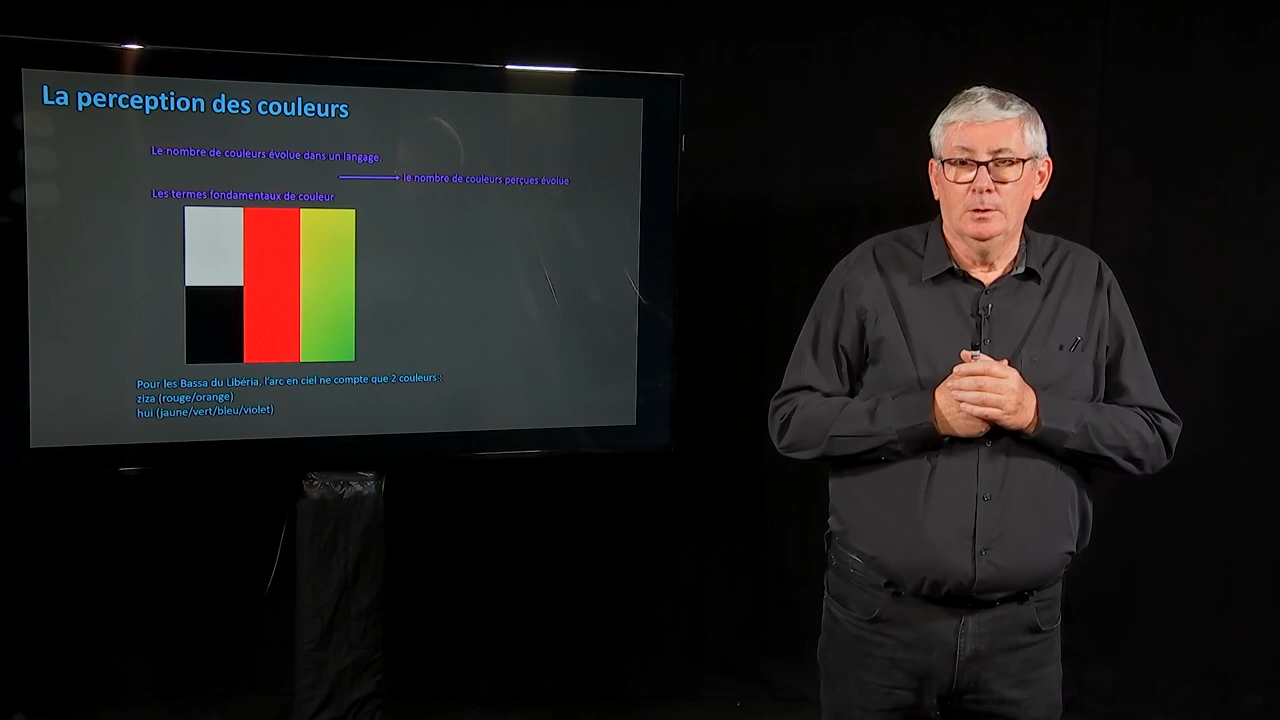 La perception des couleurs
Le nombre de couleurs évolue dans un langage.
le nombre de couleurs perçues évolue
Les termes fondamentaux de couleur
Pour les Bassa du Libéria, l'arc en ciel ne compte que 2 couleurs :
ziza (rouge/orange)
hui (jaune/vert/bleu/violet)